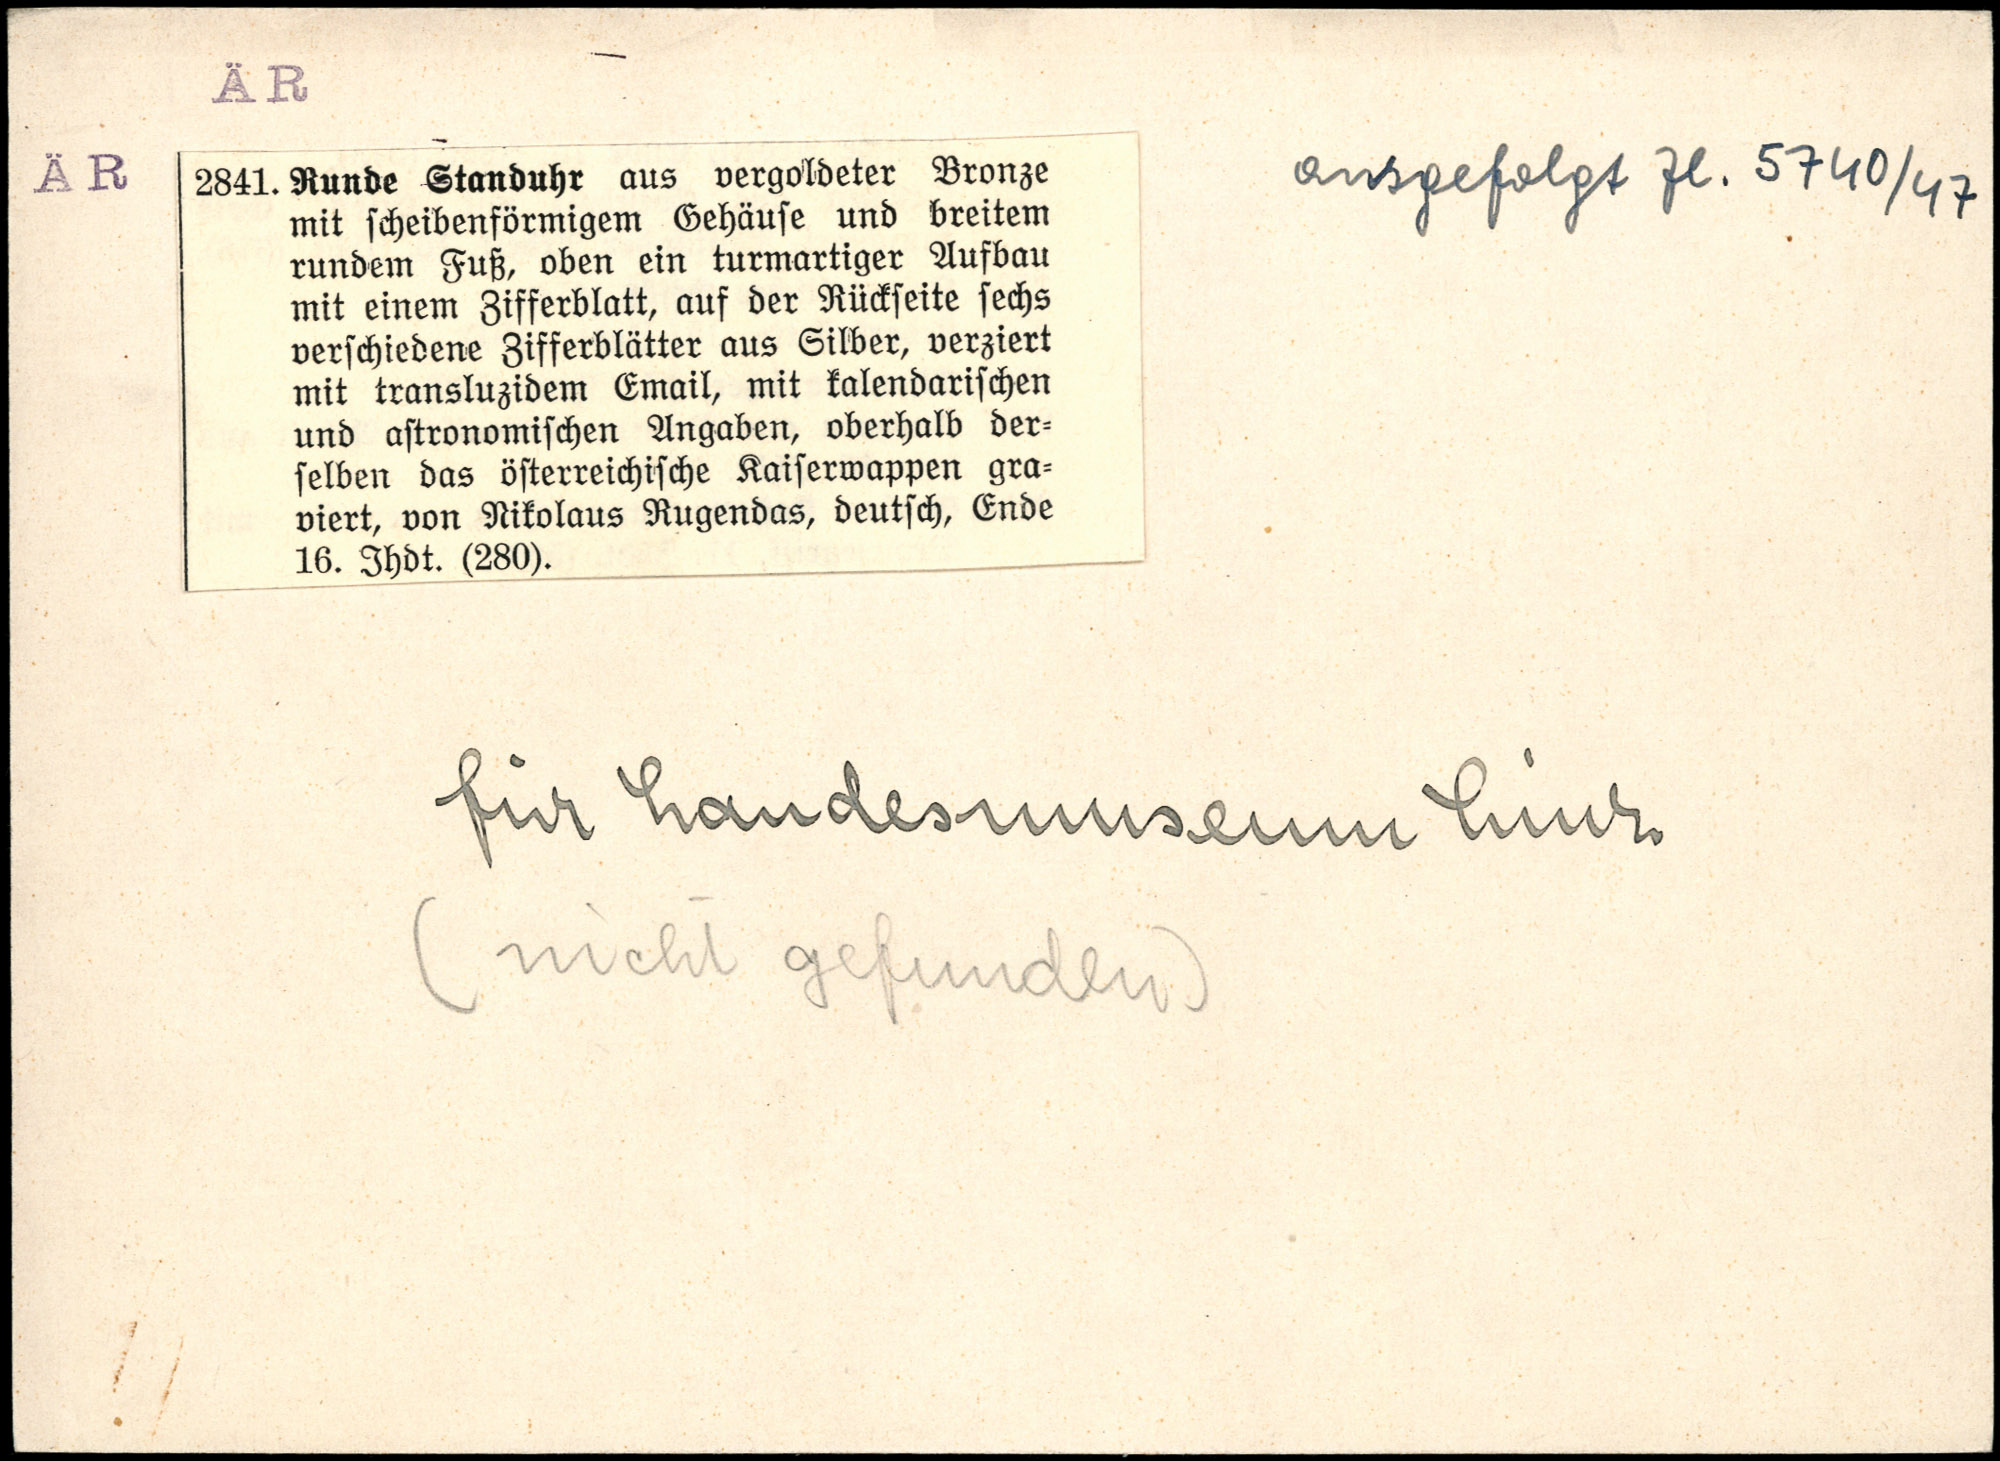 ÄR
ÄR
ausgefolgt Zl. 5740/47
2841. Runde Standuhr aus vergoldeter Bronze
mit scheibenförmigem Gehäuse und breitem
rundem Fuß, oben ein turmartiger Aufbau
mit einem Zifferblatt, auf der Rückseite sechs
verschiedene Zifferblätter aus Silber, verziert
mit transluzidem Email, mit kalendarischen
und astronomischen Angaben, oberhalb der-
selben das österreichische Kaiserwappen gra-
viert, von Nikolaus Rugendas, deutsch, Ende
16. Jhdt. (280).
für Landesmuseum Linz
(nicht gefunden)